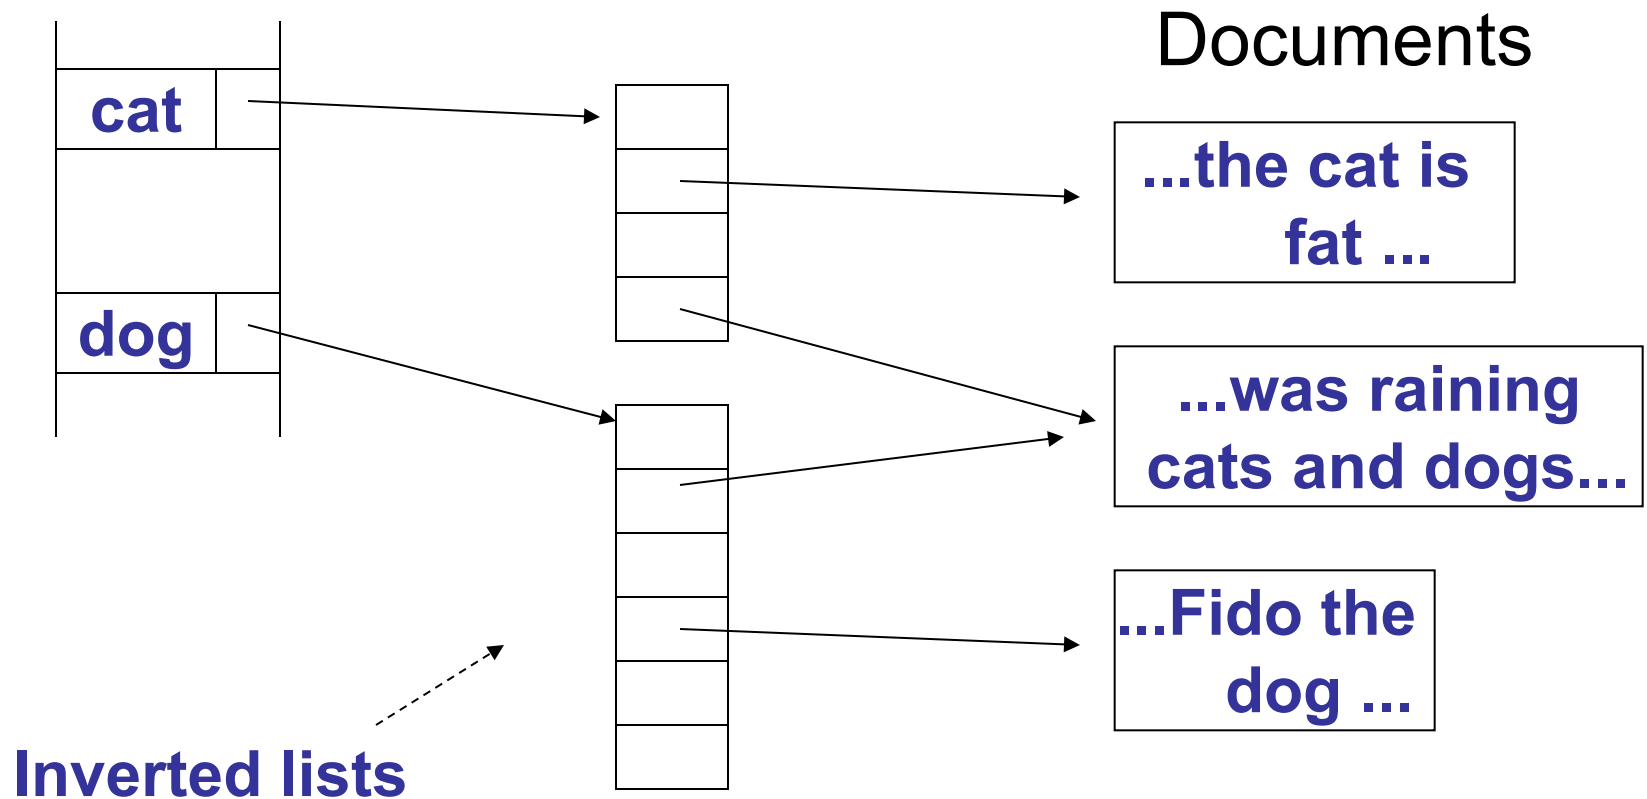 Documents
cat
...the cat is
fat ...
dog
...was raining
cats and dogs...
...Fido the
dog ...
Inverted lists